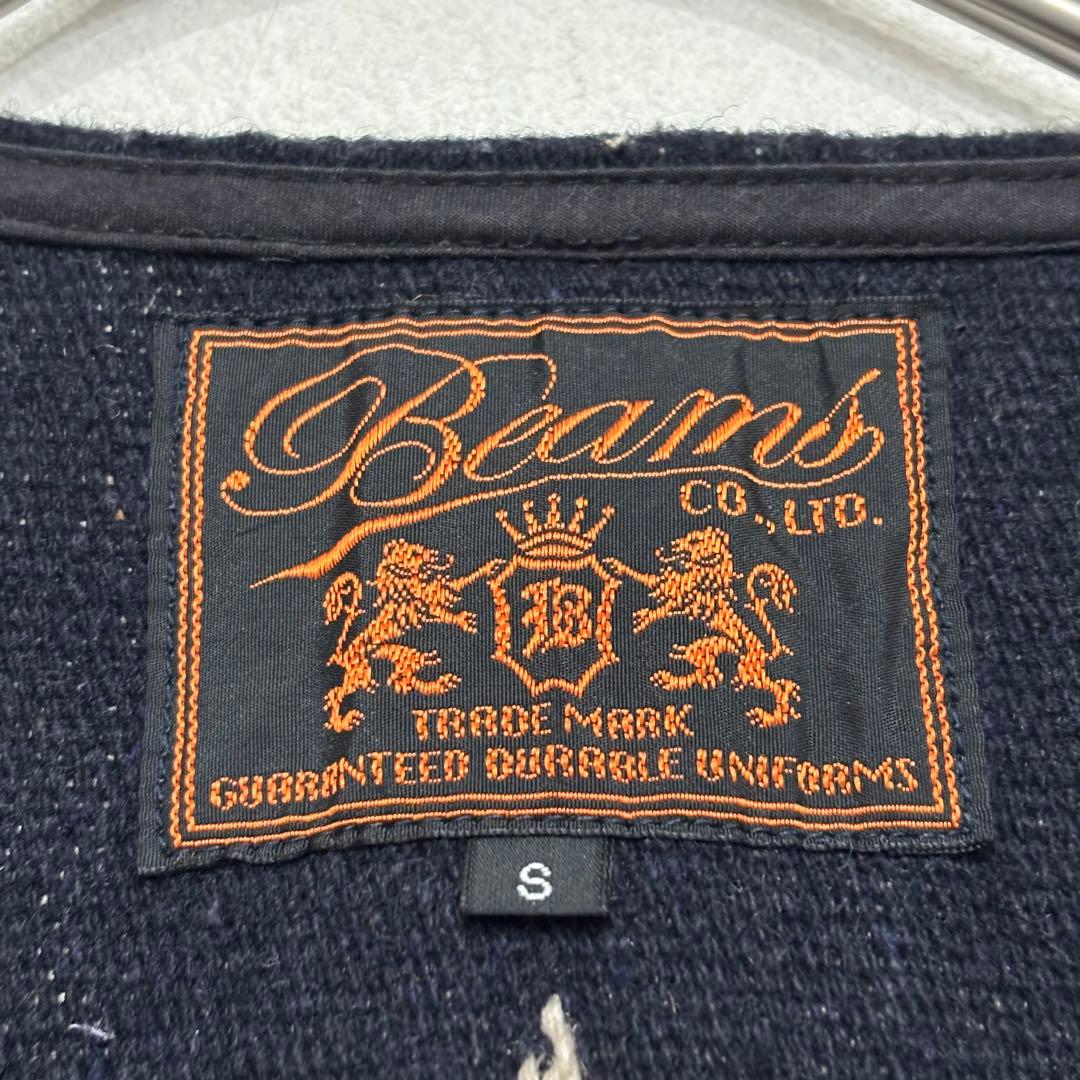 Beams
CO., LTD.
B
TRADE MARK
GUARANTEED DURABLE UNIFORMS
S